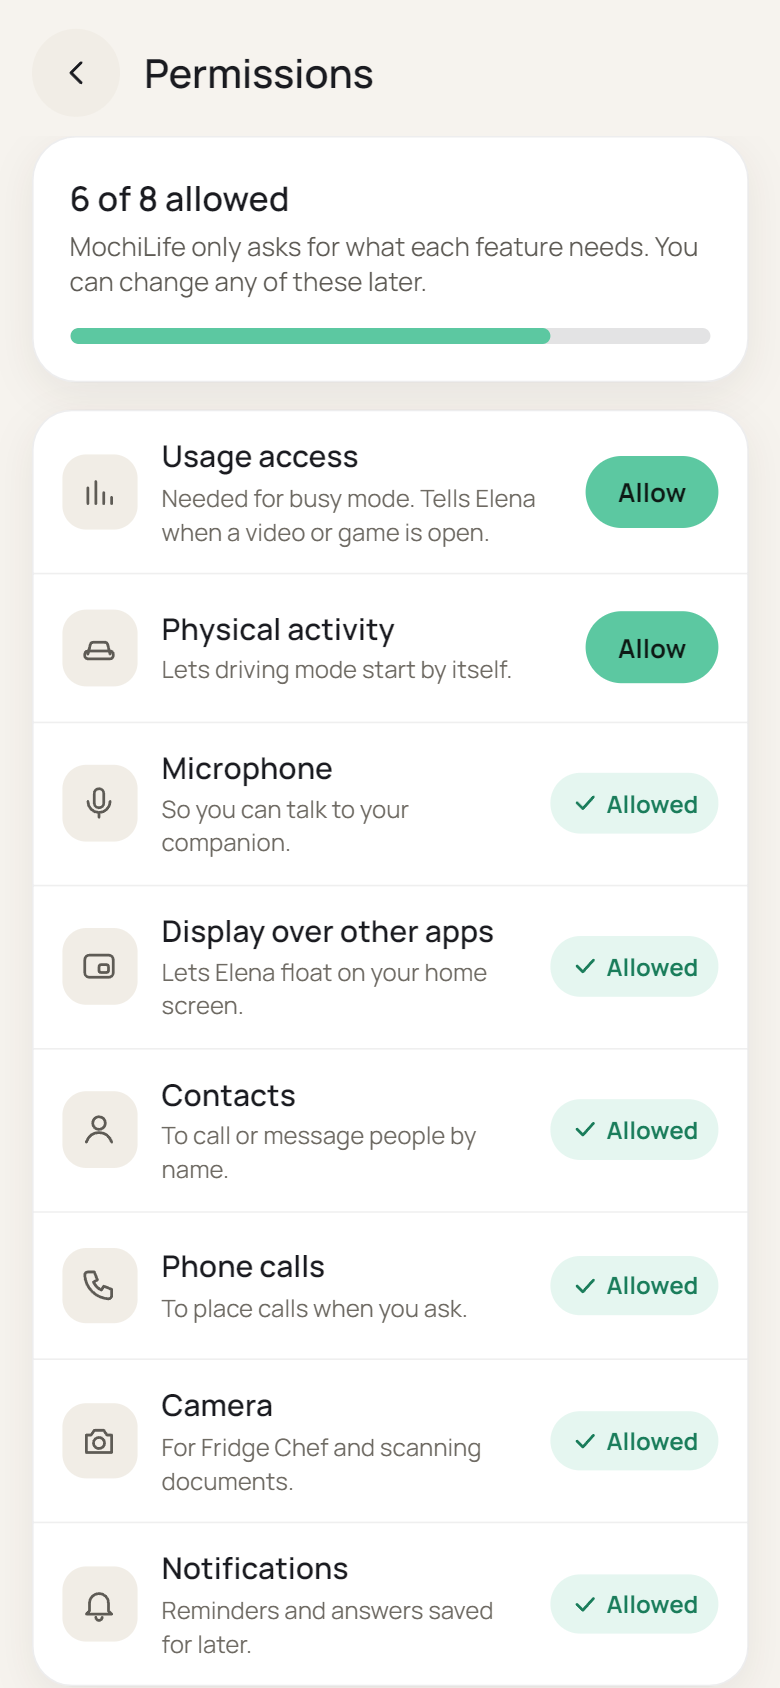 Permissions
6 of 8 allowed
MochiLife only asks for what each feature needs. You
can change any of these later.
Usage access
Needed for busy mode. Tells Elena
when a video or game is open.
Allow
Physical activity
Lets driving mode start by itself.
Allow
Microphone
So you can talk to your
companion.
Allowed
Display over other apps
Lets Elena float on your home
screen.
Allowed
Contacts
To call or message people by
name.
Allowed
Phone calls
To place calls when you ask.
Allowed
Camera
For Fridge Chef and scanning
documents.
Allowed
Notifications
Reminders and answers saved
for later.
Allowed